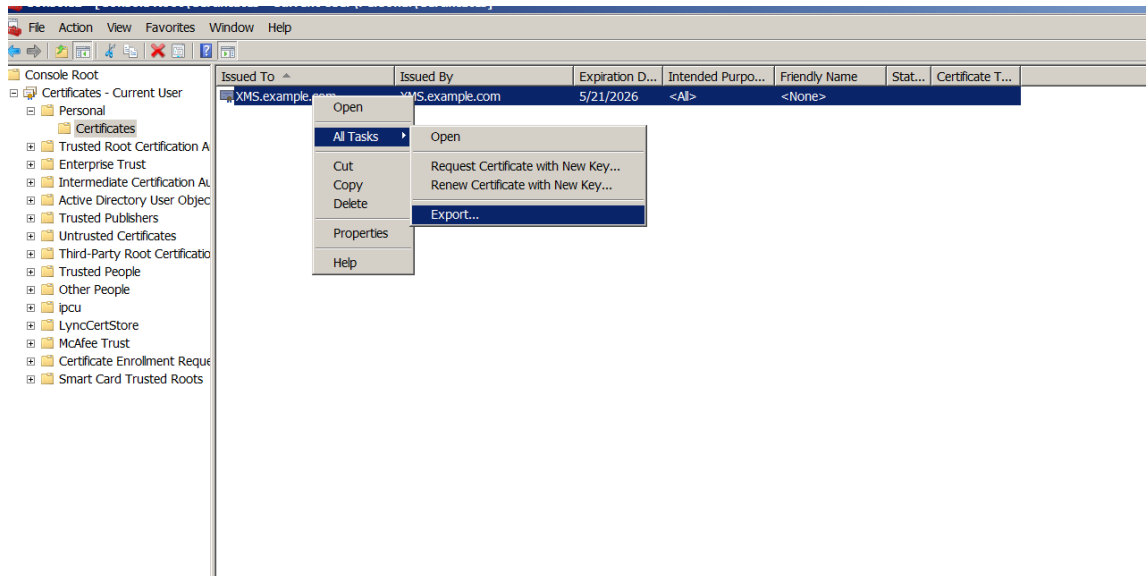 File Action View Favorites Window Help
Console Root
Certificates - Current User
Personal
Certificates
Trusted Root Certification A
Enterprise Trust
Intermediate Certification Au
Active Directory User Objec
Trusted Publishers
Untrusted Certificates
Third-Party Root Certificatio
Trusted People
Other People
ipcu
LyncCertStore
McAfee Trust
Certificate Enrollment Reque
Smart Card Trusted Roots
Issued To Issued By Expiration D... Intended Purpo... Friendly Name Stat... Certificate T...
XMS.example.com XMS.example.com 5/21/2026 <All> <None>
Open
All Tasks
Cut
Copy
Delete
Properties
Help
Open
Request Certificate with New Key...
Renew Certificate with New Key...
Export...